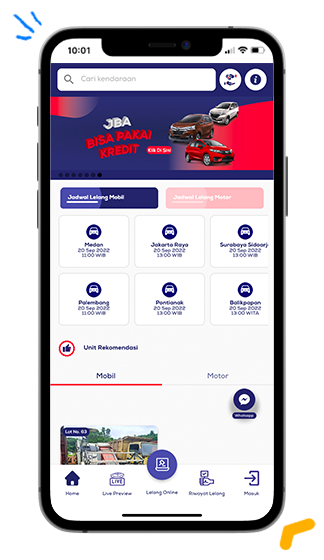 10:01
Cari kendaraan
JBA
BISA PAKAI
KREDIT
Klik Di Sini
Jadwal Lelang Mobil
Jadwal Lelang Motor
Medan
20 Sep 2022
11:00 WIB
Jakarta Raya
20 Sep 2022
13:00 WIB
Surabaya Sidoarj
20 Sep 2022
13:00 WIB
Palembang
20 Sep 2022
11:00 WIB
Pontianak
20 Sep 2022
13:00 WIB
Balikpapan
20 Sep 2022
13:00 WITA
Unit Rekomendasi
Mobil
Motor
Whatsapp
Lot No. 63
LIVE
Home
Live Preview
Lelang Online
Riwayat Lelang
Masuk